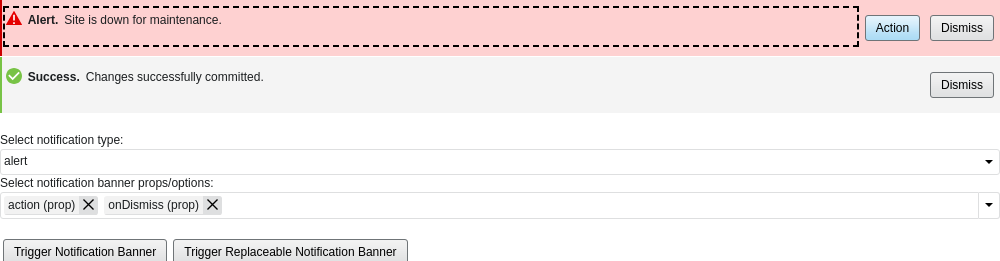 Alert. Site is down for maintenance.
Action
Dismiss
Success. Changes successfully committed.
Dismiss
Select notification type:
alert
Select notification banner props/options:
action (prop)
onDismiss (prop)
Trigger Notification Banner
Trigger Replaceable Notification Banner